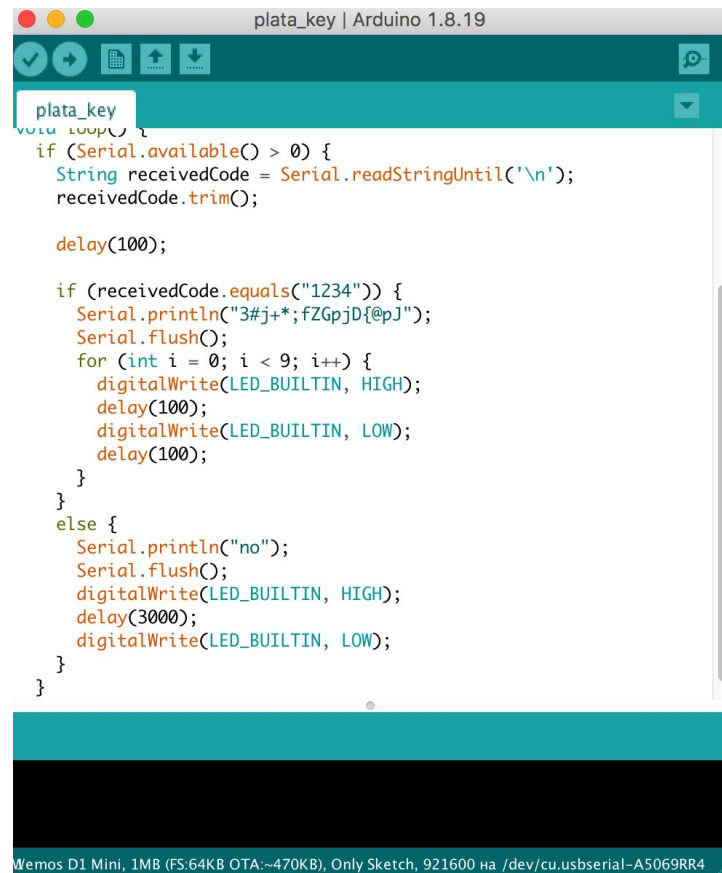 plata_key | Arduino 1.8.19
plata_key
void loop() {
if (Serial.available() > 0) {
String receivedCode = Serial.readStringUntil('\n');
receivedCode.trim();
delay(100);
if (receivedCode.equals("1234")) {
Serial.println("3#j+*;fZGpjD{@pJ");
Serial.flush();
for (int i = 0; i < 9; i++) {
digitalWrite(LED_BUILTIN, HIGH);
delay(100);
digitalWrite(LED_BUILTIN, LOW);
delay(100);
}
}
else {
Serial.println("no");
Serial.flush();
digitalWrite(LED_BUILTIN, HIGH);
delay(3000);
digitalWrite(LED_BUILTIN, LOW);
}
}
Wemos D1 Mini, 1MB (FS:64KB OTA:~470KB), Only Sketch, 921600 на /dev/cu.usbserial-A5069RR4